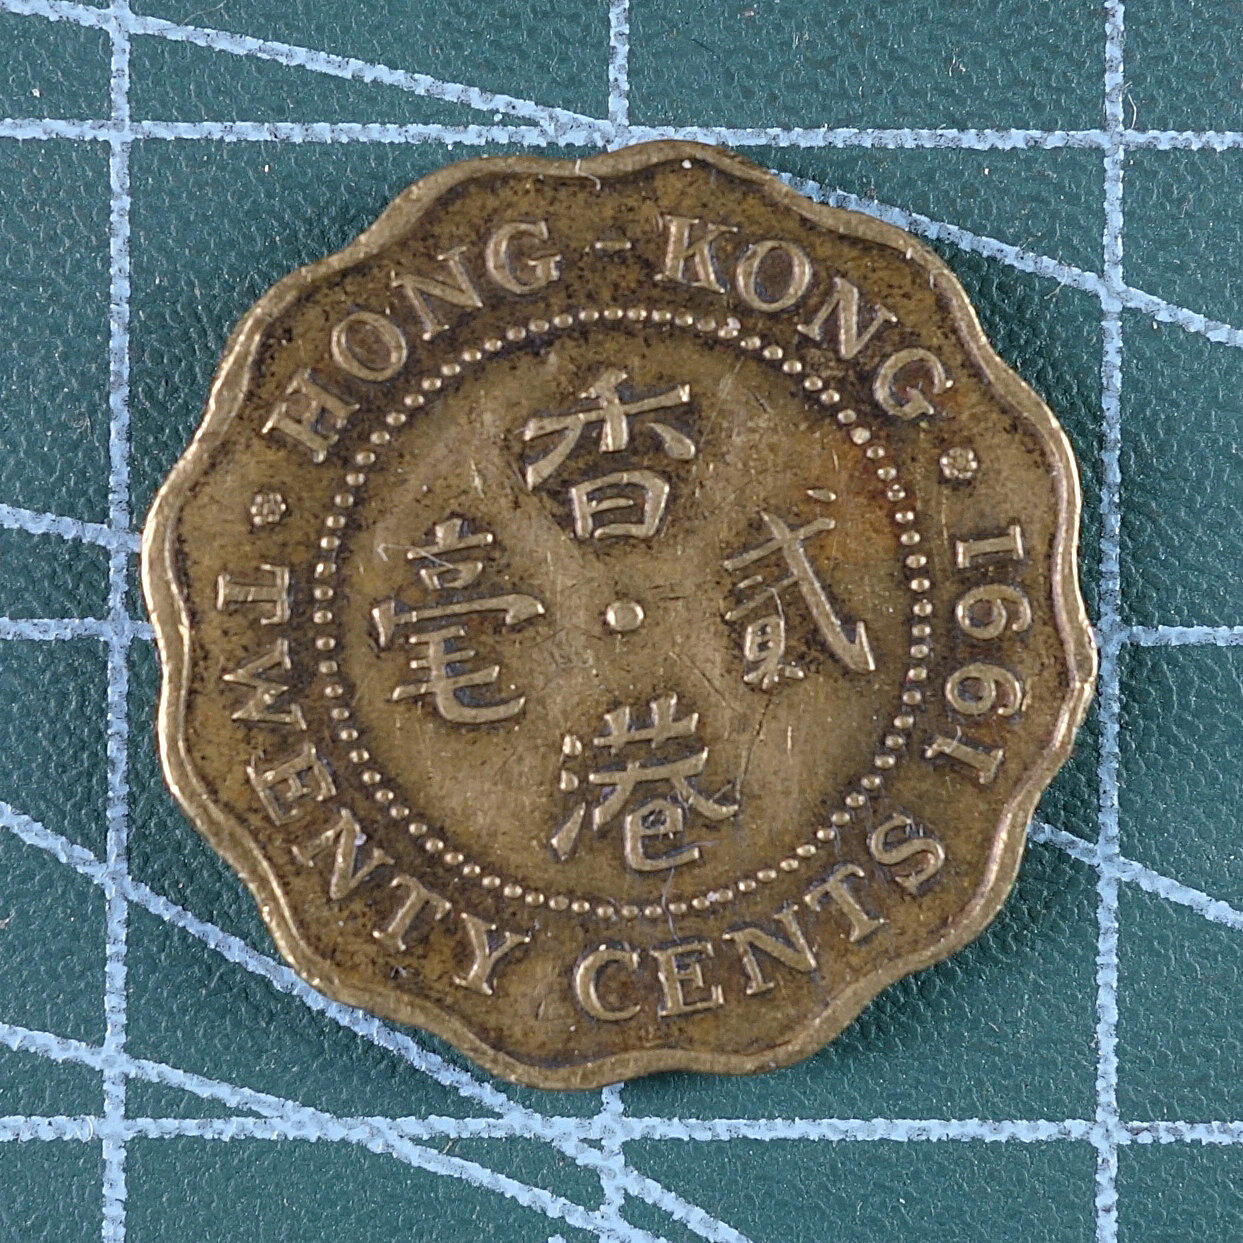 HONG-KONG
1991
TWENTY CENTS
香
港
貳
毫